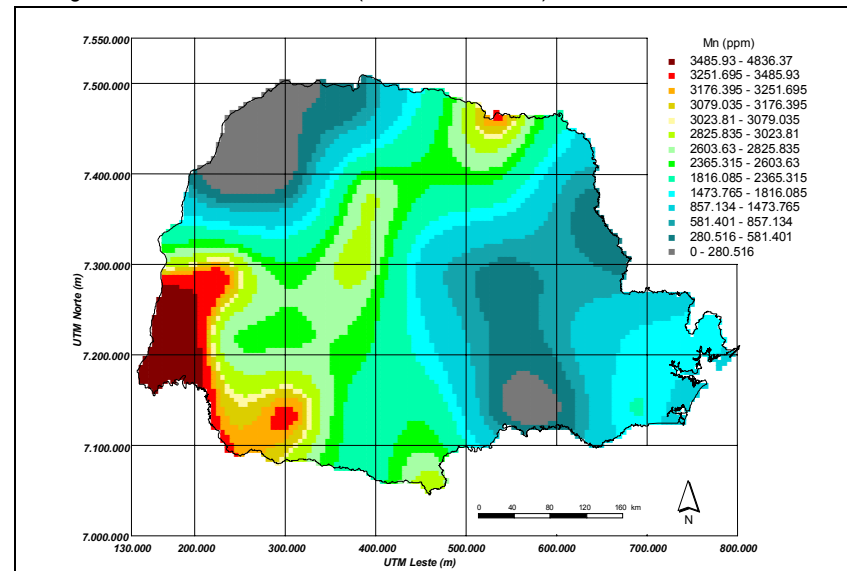 7.550.000
Mn (ppm)
3485.93 - 4836.37
3251.695 - 3485.93
3176.395 - 3251.695
3079.035 - 3176.395
3023.81 - 3079.035
2825.835 - 3023.81
2603.63 - 2825.835
2365.315 - 2603.63
1816.085 - 2365.315
1473.765 - 1816.085
857.134 - 1473.765
581.401 - 857.134
280.516 - 581.401
0 - 280.516
7.500.000
7.400.000
7.300.000
UTM Norte (m)
7.200.000
7.100.000
0 40 80 120 160 km
N
7.000.000
130.000 200.000 300.000 400.000 500.000 600.000 700.000 800.000
UTM Leste (m)